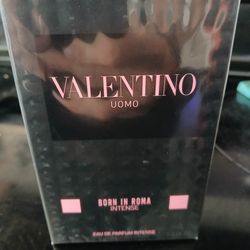 VALENTINO
UOMO
BORN IN ROMA
INTENSE
EAU DE PARFUM INTENSE